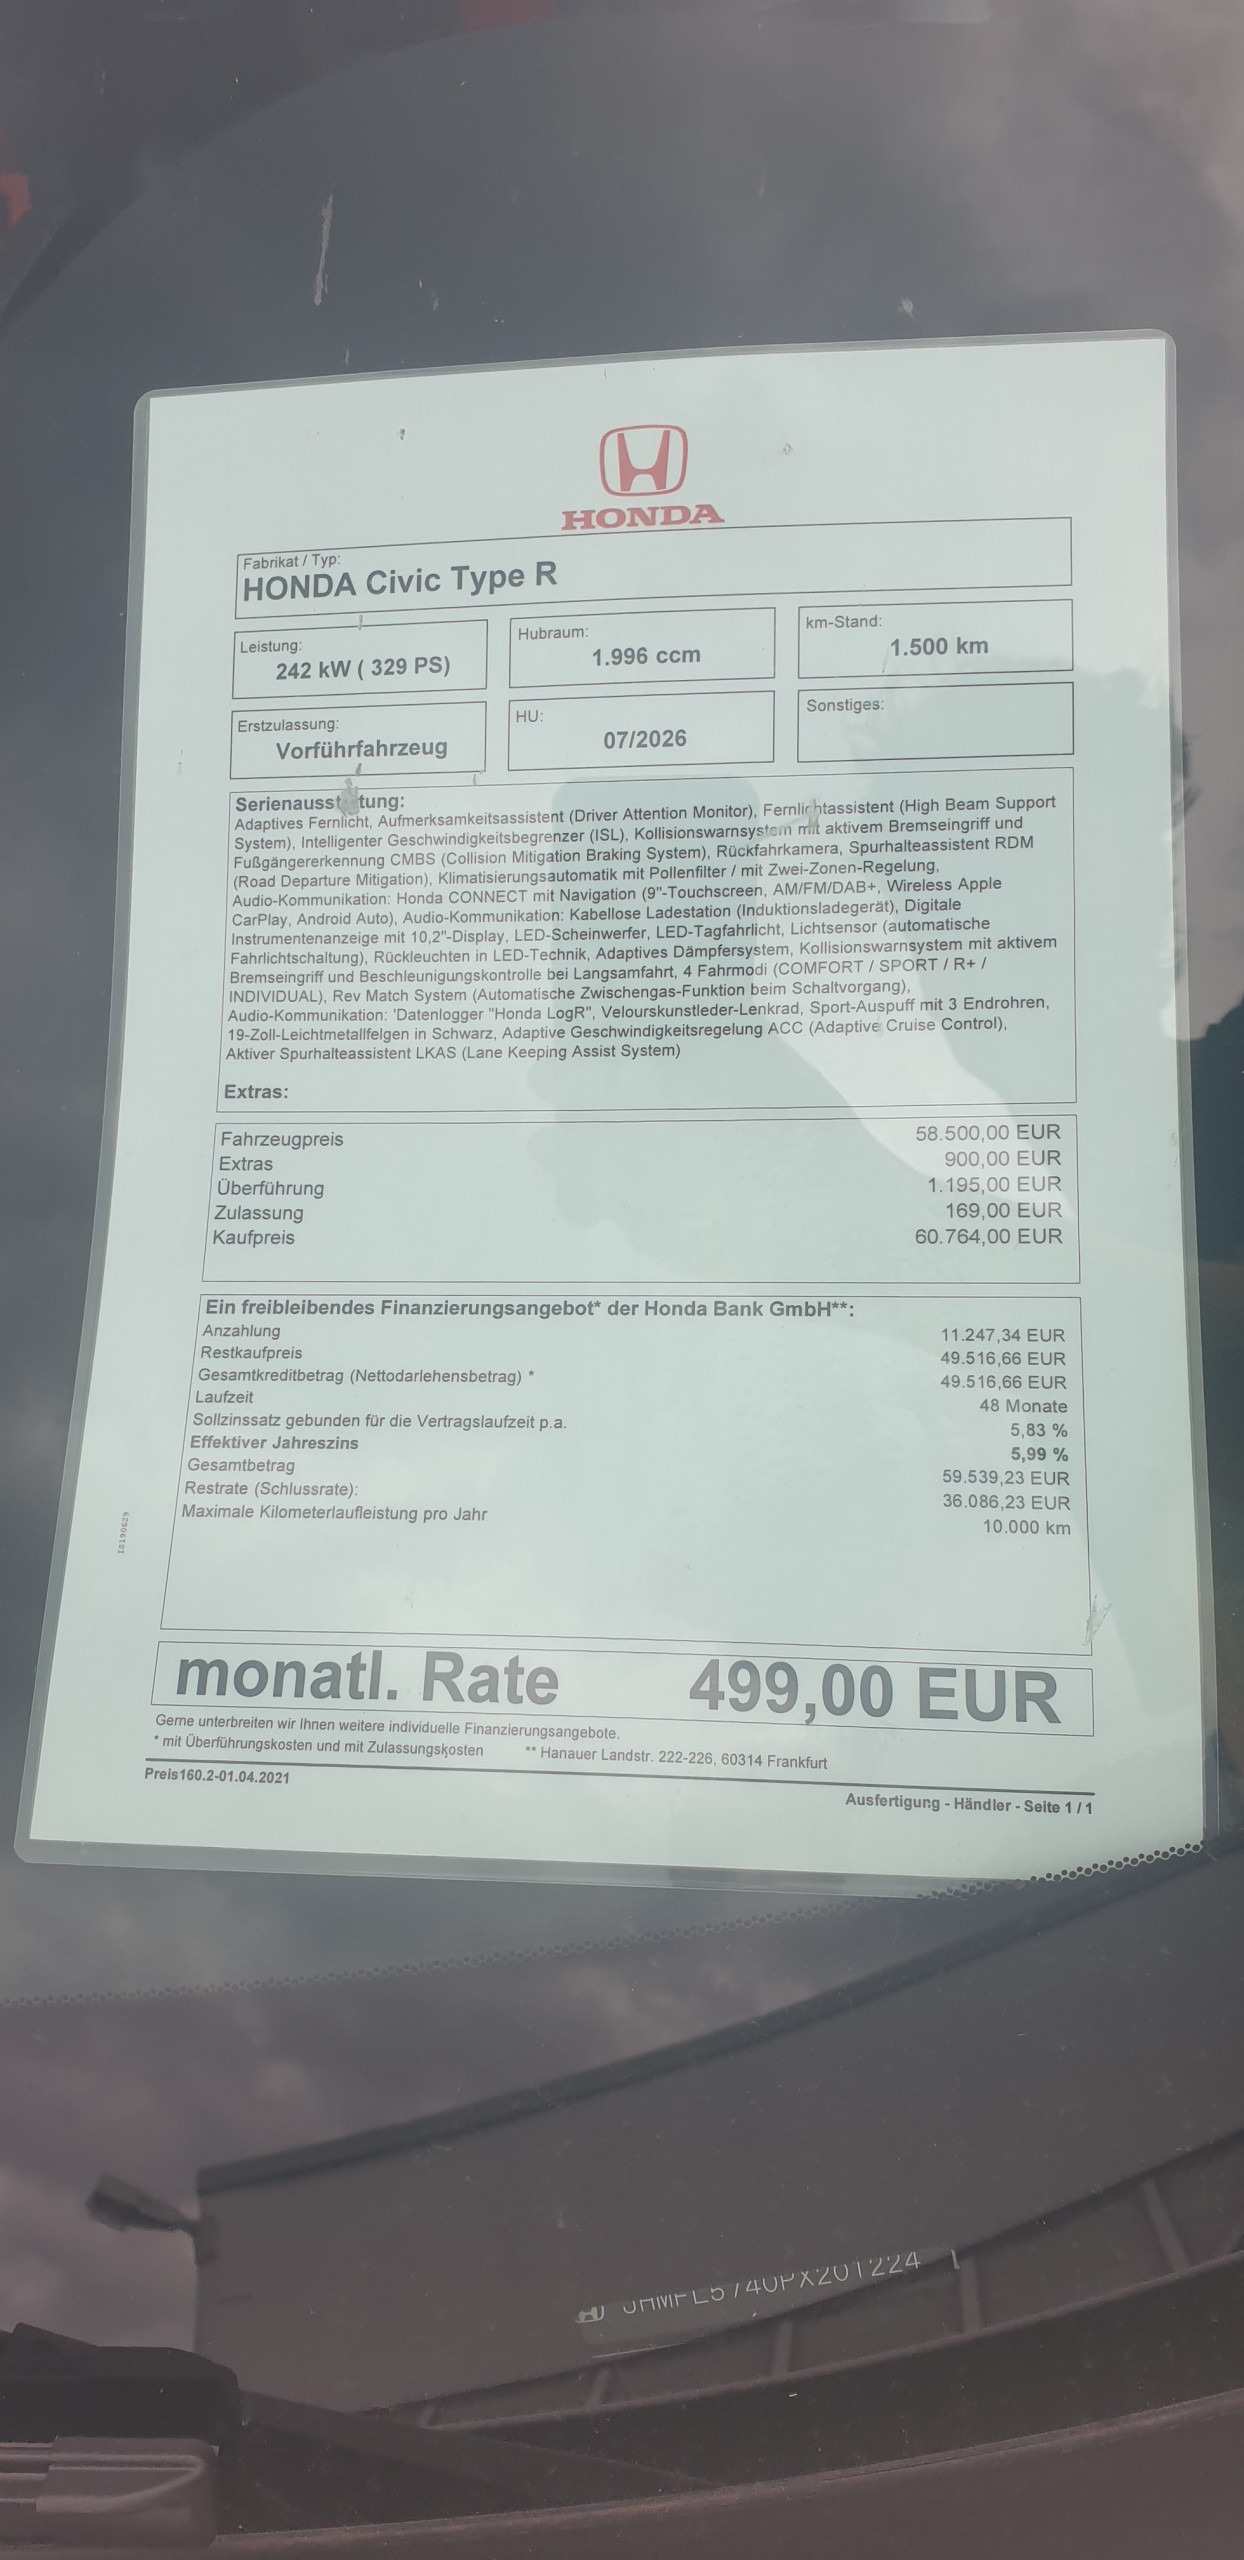 HONDA
Fabrikat / Typ:
HONDA Civic Type R
Leistung:
242 kW ( 329 PS)
Hubraum:
1.996 ccm
km-Stand:
1.500 km
Erstzulassung:
Vorführfahrzeug
HU:
07/2026
Sonstiges:
Serienausstattung:
Adaptives Fernlicht, Aufmerksamkeitsassistent (Driver Attention Monitor), Fernlichtassistent (High Beam Support
System), Intelligenter Geschwindigkeitsbegrenzer (ISL), Kollisionswarnsystem mit aktivem Bremseingriff und
Fußgängererkennung CMBS (Collision Mitigation Braking System), Rückfahrkamera, Spurhalteassistent RDM
(Road Departure Mitigation), Klimatisierungsautomatik mit Pollenfilter / mit Zwei-Zonen-Regelung,
Audio-Kommunikation: Honda CONNECT mit Navigation (9"-Touchscreen, AM/FM/DAB+, Wireless Apple
CarPlay, Android Auto), Audio-Kommunikation: Kabellose Ladestation (Induktionsladegerät), Digitale
Instrumentenanzeige mit 10,2"-Display, LED-Scheinwerfer, LED-Tagfahrlicht, Lichtsensor (automatische
Fahrlichtschaltung), Rückleuchten in LED-Technik, Adaptives Dämpfersystem, Kollisionswarnsystem mit aktivem
Bremseingriff und Beschleunigungskontrolle bei Langsamfahrt, 4 Fahrmodi (COMFORT / SPORT / R+ /
INDIVIDUAL), Rev Match System (Automatische Zwischengas-Funktion beim Schaltvorgang),
Audio-Kommunikation: 'Datenlogger "Honda LogR", Velourskunstleder-Lenkrad, Sport-Auspuff mit 3 Endrohren,
19-Zoll-Leichtmetallfelgen in Schwarz, Adaptive Geschwindigkeitsregelung ACC (Adaptive Cruise Control),
Aktiver Spurhalteassistent LKAS (Lane Keeping Assist System)
Extras:
Fahrzeugpreis 58.500,00 EUR
Extras 900,00 EUR
Überführung 1.195,00 EUR
Zulassung 169,00 EUR
Kaufpreis 60.764,00 EUR
Ein freibleibendes Finanzierungsangebot* der Honda Bank GmbH**:
Anzahlung 11.247,34 EUR
Restkaufpreis 49.516,66 EUR
Gesamtkreditbetrag (Nettodarlehensbetrag) * 49.516,66 EUR
Laufzeit 48 Monate
Sollzinssatz gebunden für die Vertragslaufzeit p.a. 5,83 %
Effektiver Jahreszins 5,99 %
Gesamtbetrag 59.539,23 EUR
Restrate (Schlussrate): 36.086,23 EUR
Maximale Kilometerlaufleistung pro Jahr 10.000 km
monatl. Rate 499,00 EUR
Gerne unterbreiten wir Ihnen weitere individuelle Finanzierungsangebote.
* mit Überführungskosten und mit Zulassungskosten ** Hanauer Landstr. 222-226, 60314 Frankfurt
Preis160.2-01.04.2021
Ausfertigung - Händler - Seite 1 / 1